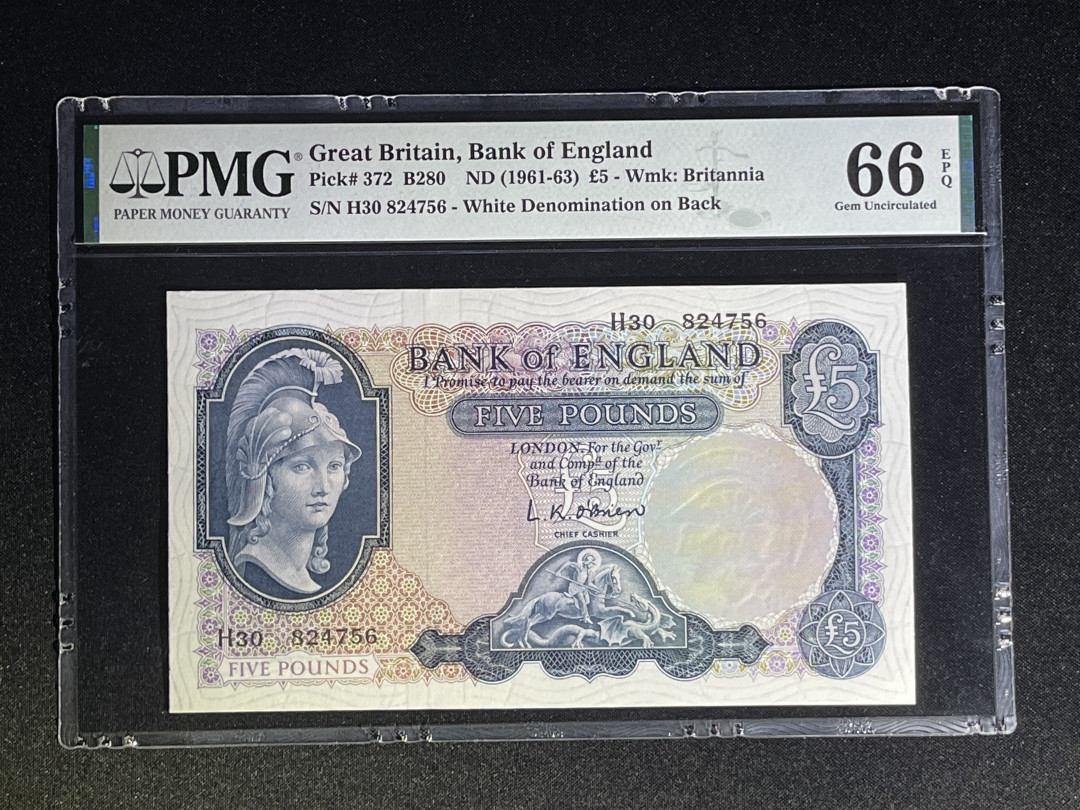 PMG®
PAPER MONEY GUARANTY
Great Britain, Bank of England
Pick# 372 B280 ND (1961-63) £5 - Wmk: Britannia
S/N H30 824756 - White Denomination on Back
66
EPQ
Gem Uncirculated
H30 824756
BANK of ENGLAND
I Promise to pay the bearer on demand the sum of
FIVE POUNDS
£5
LONDON, For the Govr
and Compa of the
Bank of England
£5
L.K. O'Brien
CHIEF CASHIER
H30 824756
FIVE POUNDS
£5